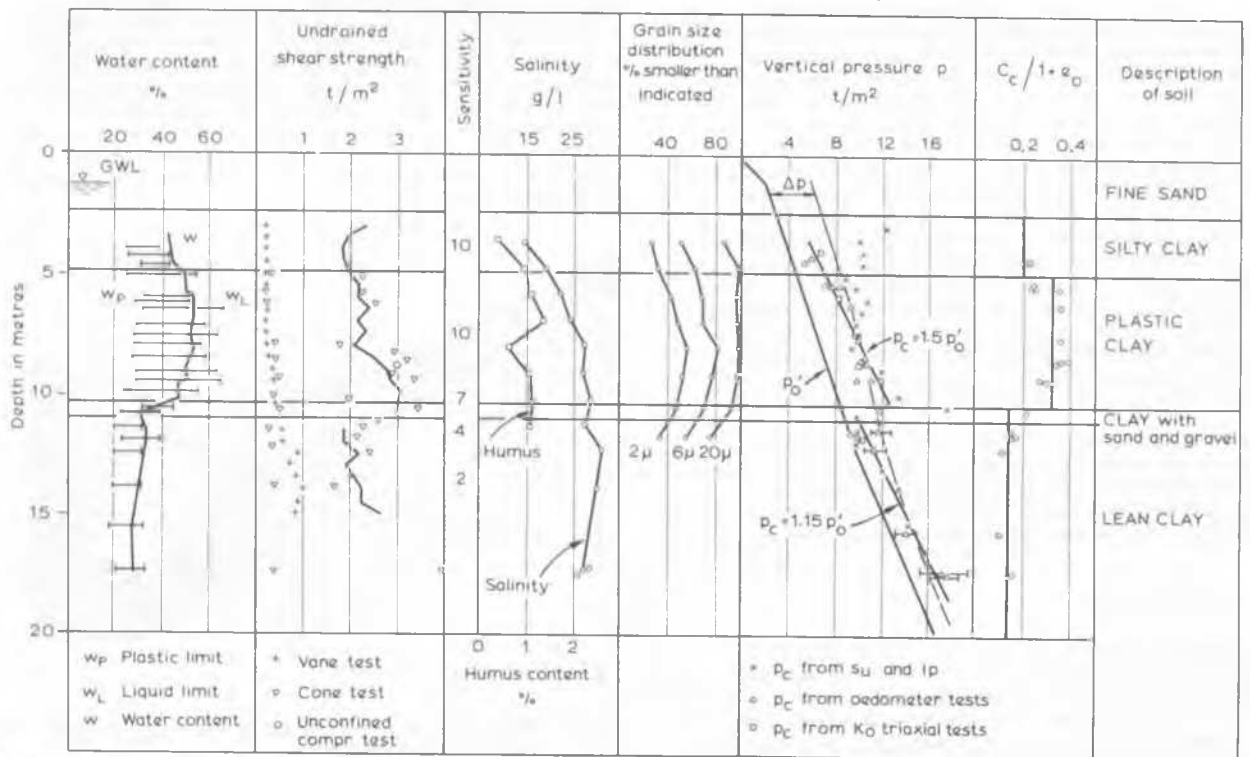 Water content
%
20 40 60
Undrained
shear strength
t/m²
1 2 3
Sensitivity
Salinity
g/l
15 25
Grain size
distribution
% smaller than
indicated
40 80
Vertical pressure p
t/m²
4 8 12 16
C_c/1+e_o
0,2 0,4
Description
of soil
Depth in metres
0
5
10
15
20
GWL
w
w_P
w_L
10
10
7
4
2
Humus
Salinity
2μ 6μ 20μ
Δp
p_o'
p_c = 1.5 p_o'
p_c = 1.15 p_o'
FINE SAND
SILTY CLAY
PLASTIC
CLAY
CLAY with
sand and gravel
LEAN CLAY
w_P Plastic limit
w_L Liquid limit
w Water content
+ Vane test
▿ Cone test
○ Unconfined
compr. test
0 1 2
Humus content
%
× p_c from s_u and I_P
○ p_c from oedometer tests
□ p_c from K_O triaxial tests